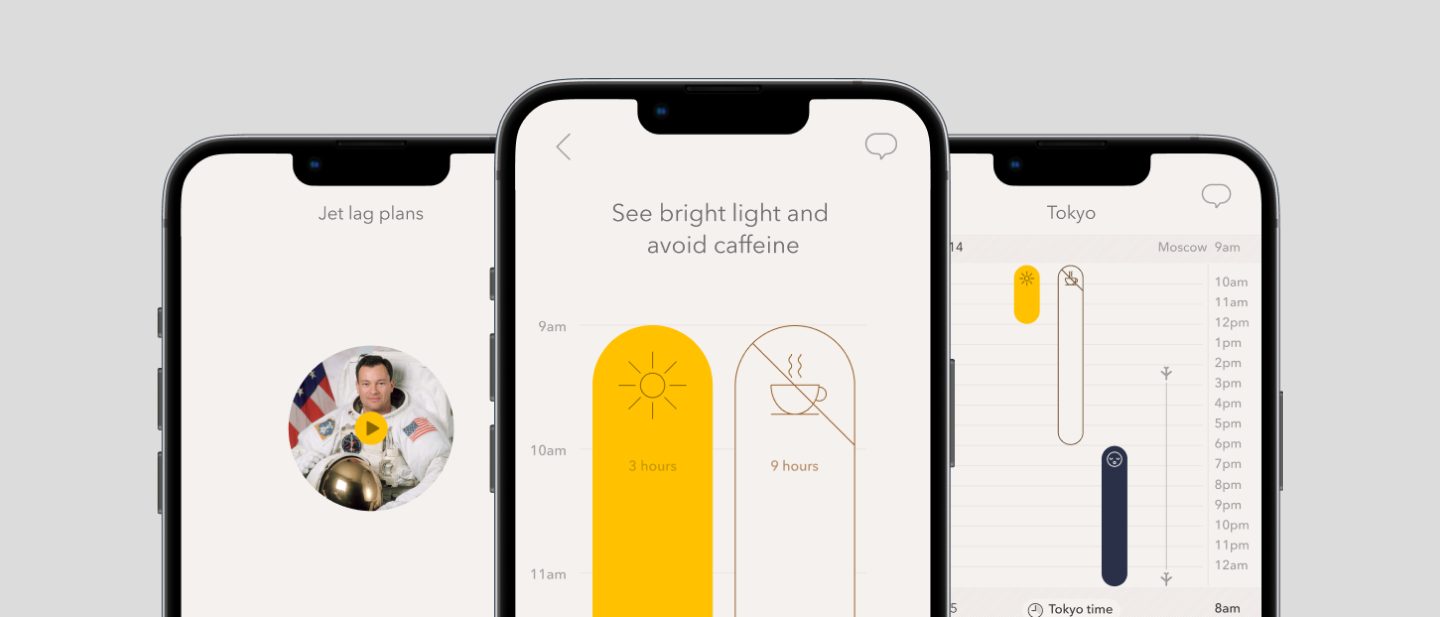 Jet lag plans
See bright light and
avoid caffeine
9am
3 hours
9 hours
10am
11am
Tokyo
14
Moscow 9am
10am
11am
12pm
1pm
2pm
3pm
4pm
5pm
6pm
7pm
8pm
9pm
10pm
11pm
12am
5
Tokyo time
8am